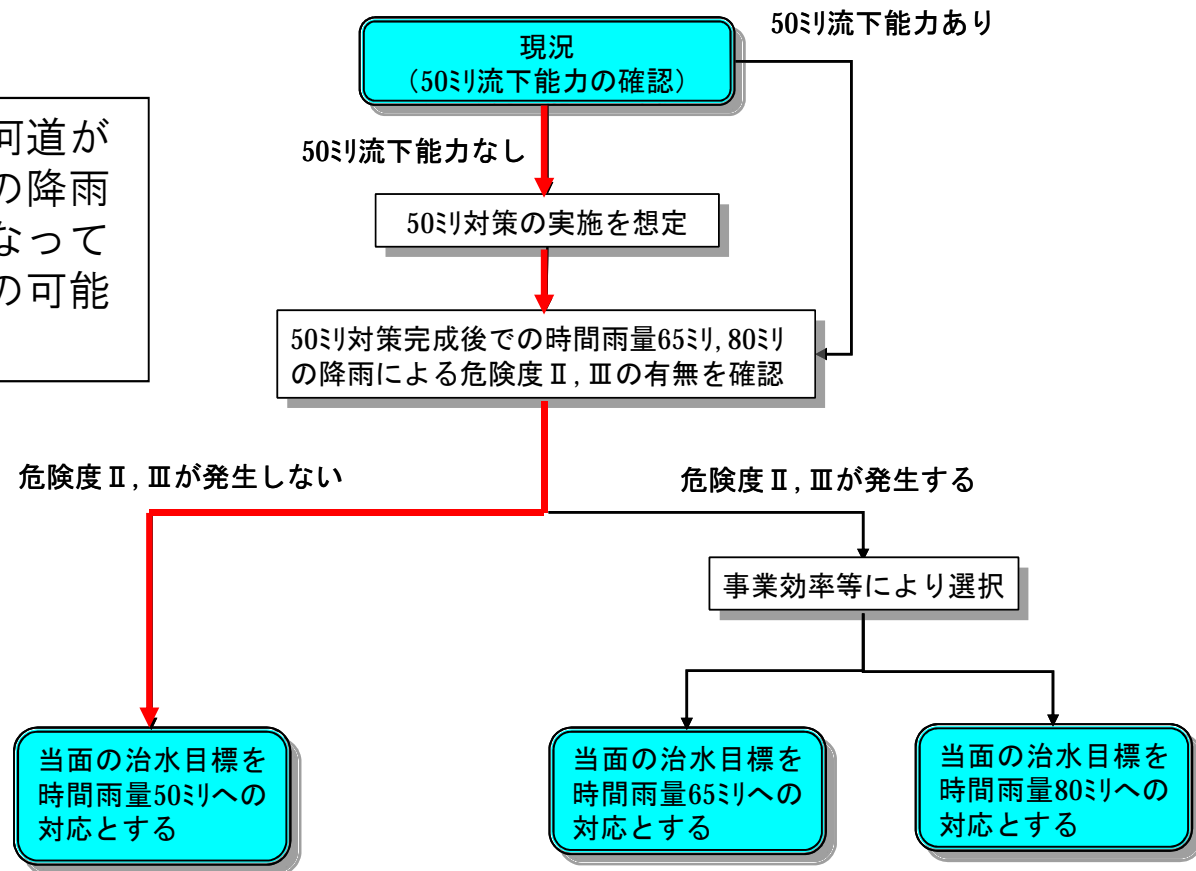 50ﾐﾘ流下能力あり
現況
（50ﾐﾘ流下能力の確認）
河道が
の降雨
なって
の可能
50ﾐﾘ流下能力なし
50ﾐﾘ対策の実施を想定
50ﾐﾘ対策完成後での時間雨量65ﾐﾘ,80ﾐﾘ
の降雨による危険度Ⅱ,Ⅲの有無を確認
危険度Ⅱ,Ⅲが発生しない
危険度Ⅱ,Ⅲが発生する
事業効率等により選択
当面の治水目標を
時間雨量50ﾐﾘへの
対応とする
当面の治水目標を
時間雨量65ﾐﾘへの
対応とする
当面の治水目標を
時間雨量80ﾐﾘへの
対応とする